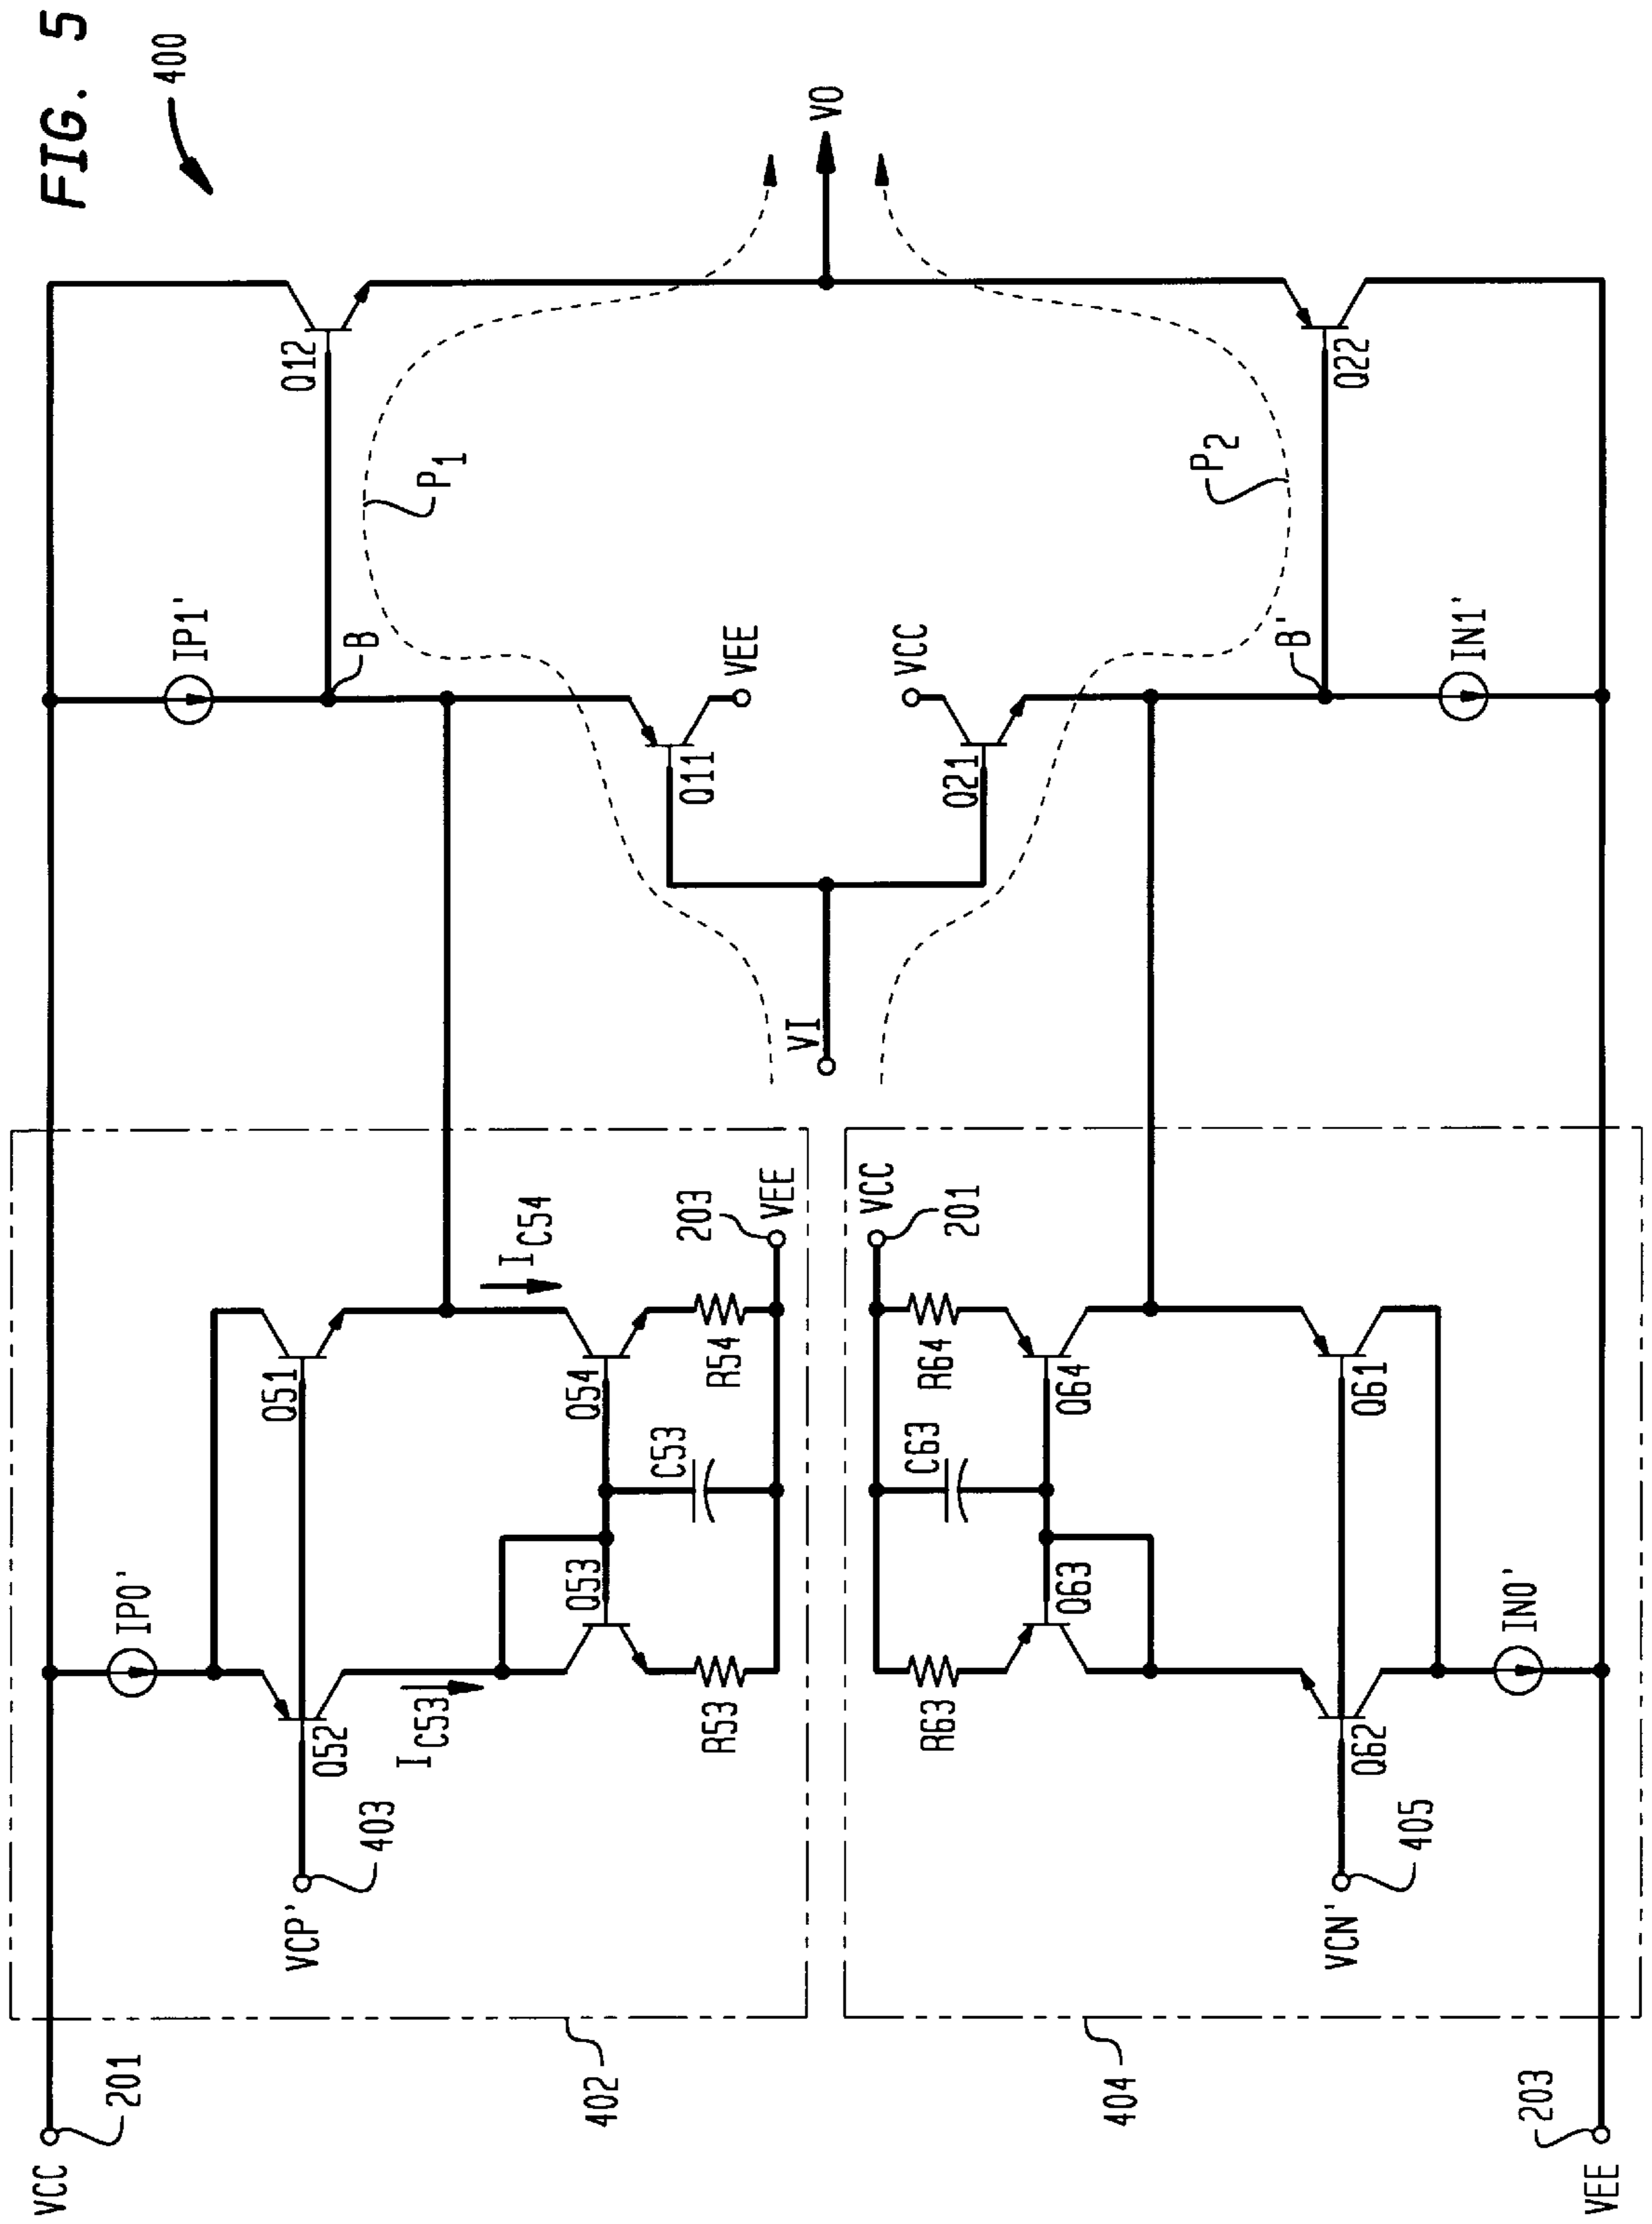 FIG. 5
400
VCC
201
VCP'
403
IP0'
Q52
Q51
I C53
I C54
Q53
Q54
C53
R53
R54
203
VEE
402
IP1'
B
Q12
P1
Q11
VEE
VI
VO
VCC
Q21
P2
B'
Q22
IN1'
VCC
201
R63
R64
C63
Q63
Q64
Q62
Q61
VCN'
405
IN0'
404
203
VEE